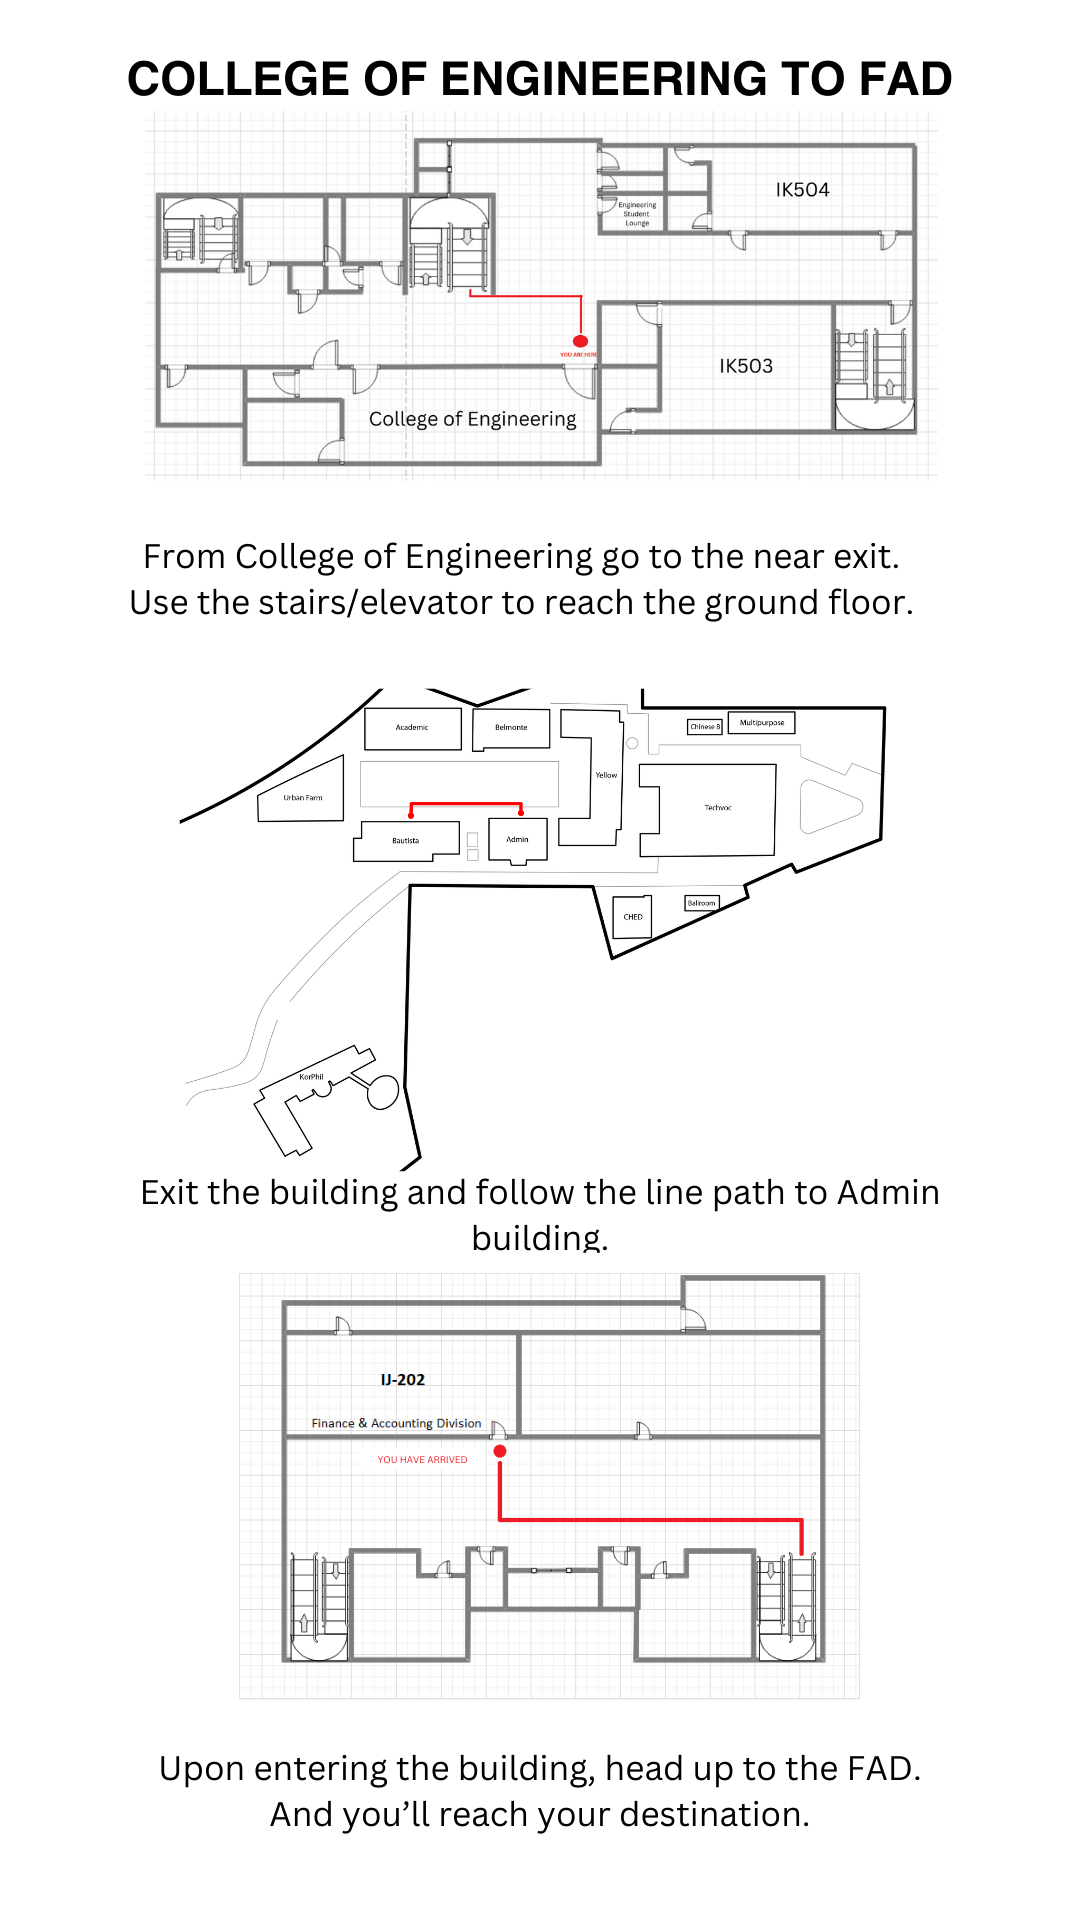 COLLEGE OF ENGINEERING TO FAD
IK504
Engineering
Student
Lounge
YOU ARE HERE
IK503
College of Engineering
From College of Engineering go to the near exit.
Use the stairs/elevator to reach the ground floor.
Academic
Belmonte
Chinese B
Multipurpose
Yellow
Urban Farm
Techvoc
Bautista
Admin
CHED
Ballroom
KorPhil
Exit the building and follow the line path to Admin
building.
IJ-202
Finance & Accounting Division
YOU HAVE ARRIVED
Upon entering the building, head up to the FAD.
And you’ll reach your destination.